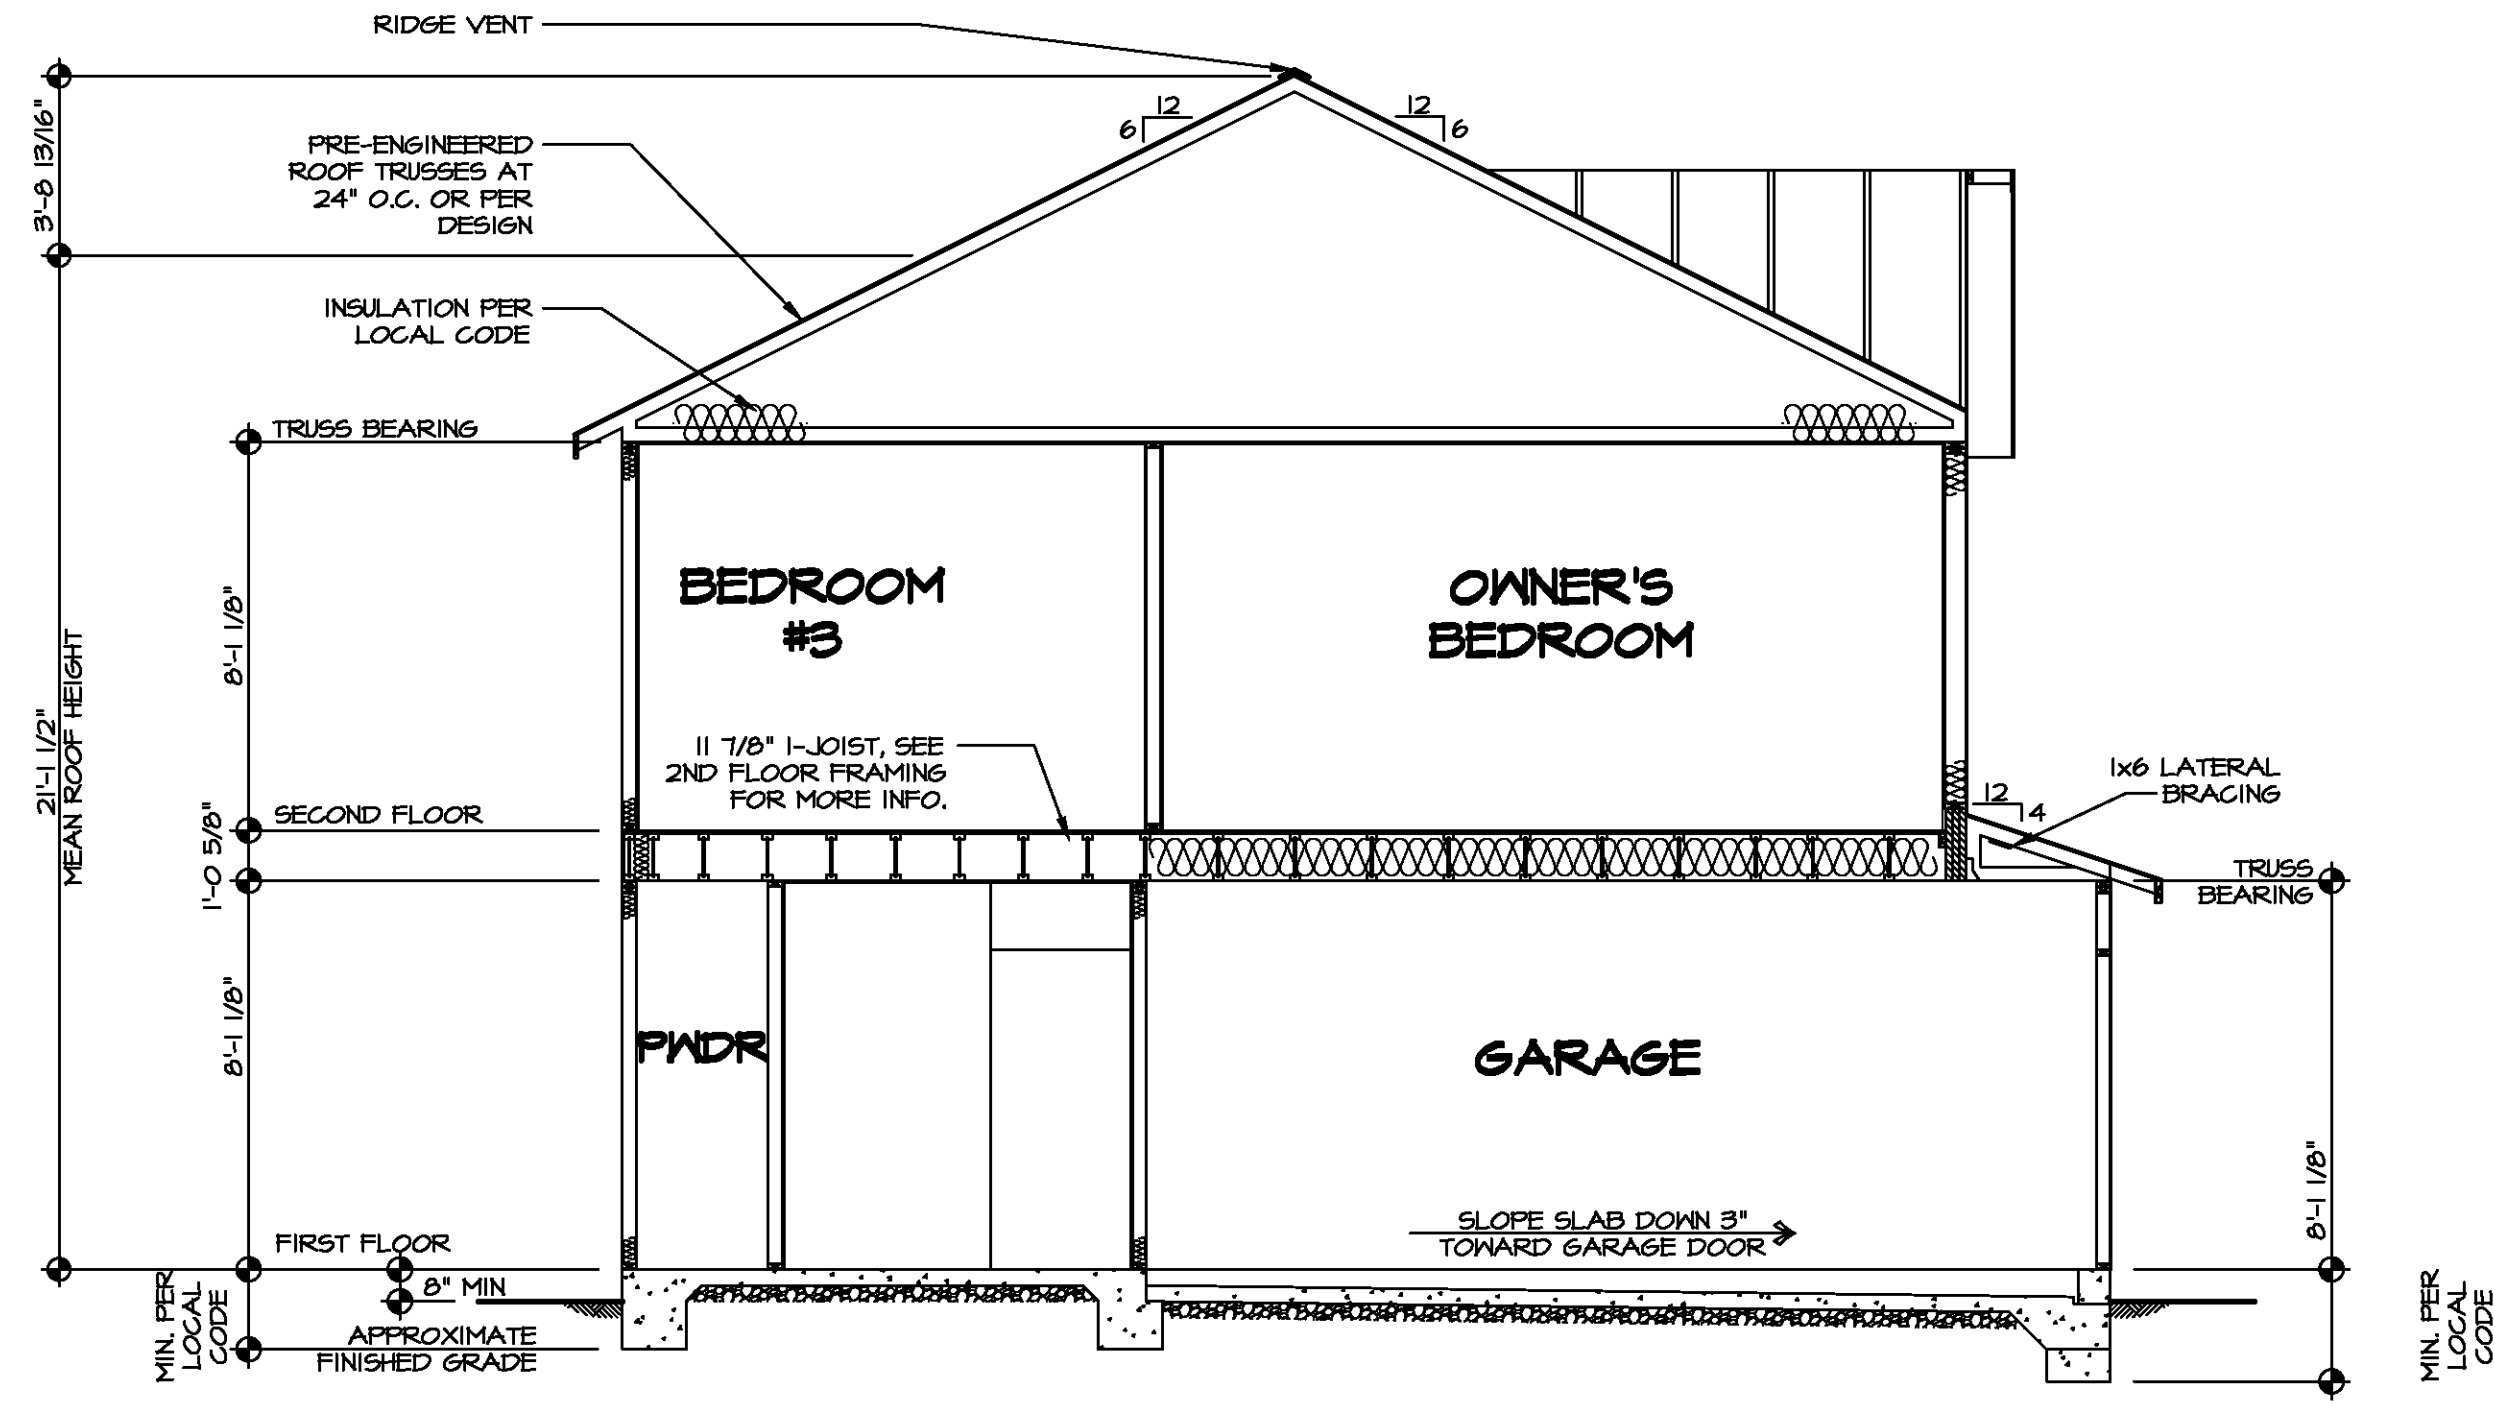 RIDGE VENT
3'-8 13/16"
12
6
12
6
PRE-ENGINEERED
ROOF TRUSSES AT
24" O.C. OR PER
DESIGN
INSULATION PER
LOCAL CODE
TRUSS BEARING
8'-1 1/8"
BEDROOM
#3
OWNER'S
BEDROOM
21'-1 1/2"
MEAN ROOF HEIGHT
11 7/8" I-JOIST, SEE
2ND FLOOR FRAMING
FOR MORE INFO.
1x6 LATERAL
BRACING
12
4
SECOND FLOOR
1'-0 5/8"
TRUSS
BEARING
8'-1 1/8"
PWDR
GARAGE
8'-1 1/8"
SLOPE SLAB DOWN 3"
TOWARD GARAGE DOOR
FIRST FLOOR
8" MIN
MIN. PER
LOCAL
CODE
APPROXIMATE
FINISHED GRADE
MIN. PER
LOCAL
CODE